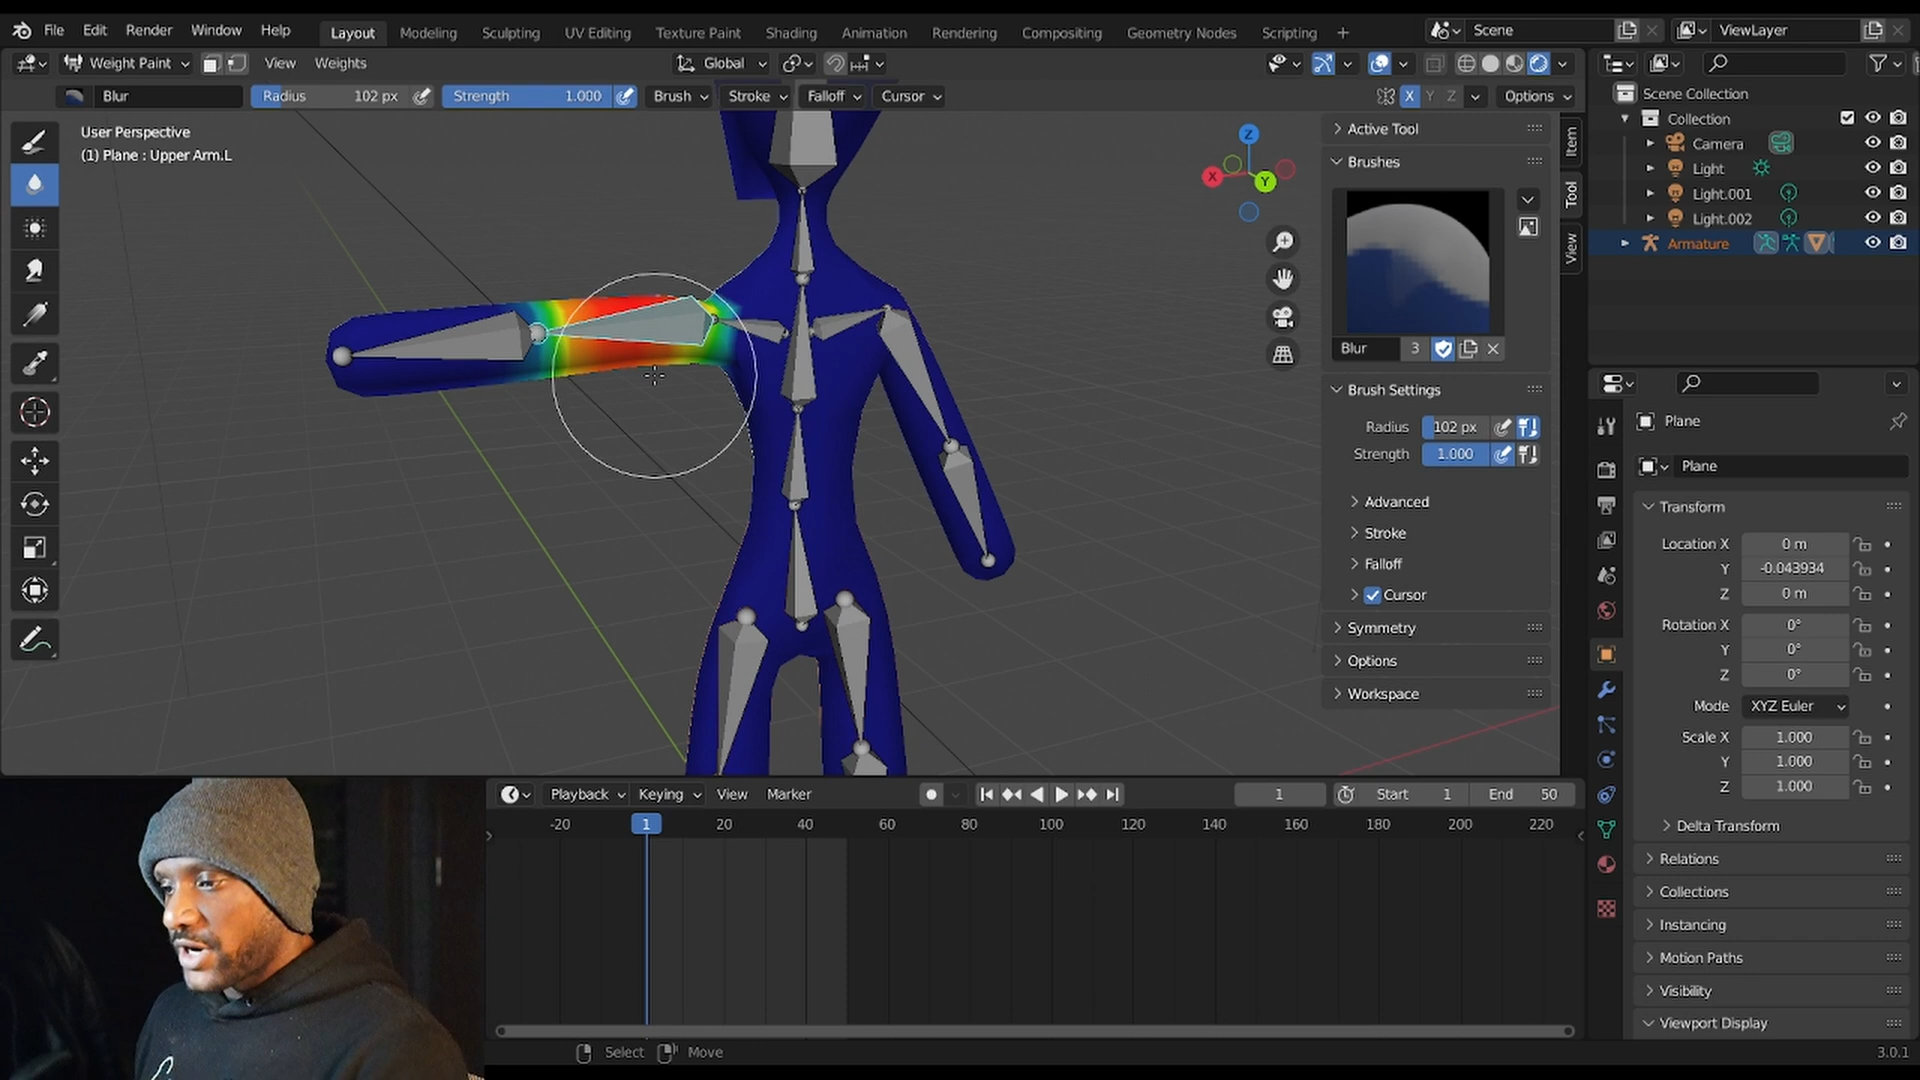 File Edit Render Window Help Layout Modeling Sculpting UV Editing Texture Paint Shading Animation Rendering Compositing Geometry Nodes Scripting + Scene ViewLayer
Weight Paint View Weights Global
Blur Radius 102 px Strength 1.000 Brush Stroke Falloff Cursor X Y Z Options
User Perspective
(1) Plane : Upper Arm.L
Z
X
Y
Item
Tool
View
Active Tool
Brushes
Blur 3
Brush Settings
Radius 102 px
Strength 1.000
Advanced
Stroke
Falloff
Cursor
Symmetry
Options
Workspace
Scene Collection
Collection
Camera
Light
Light.001
Light.002
Armature
Plane
Plane
Transform
Location X 0 m
Y -0.043934
Z 0 m
Rotation X 0°
Y 0°
Z 0°
Mode XYZ Euler
Scale X 1.000
Y 1.000
Z 1.000
Delta Transform
Relations
Collections
Instancing
Motion Paths
Visibility
Viewport Display
Playback Keying View Marker 1 Start 1 End 50
-20 1 20 40 60 80 100 120 140 160 180 200 220
Select Move 3.0.1